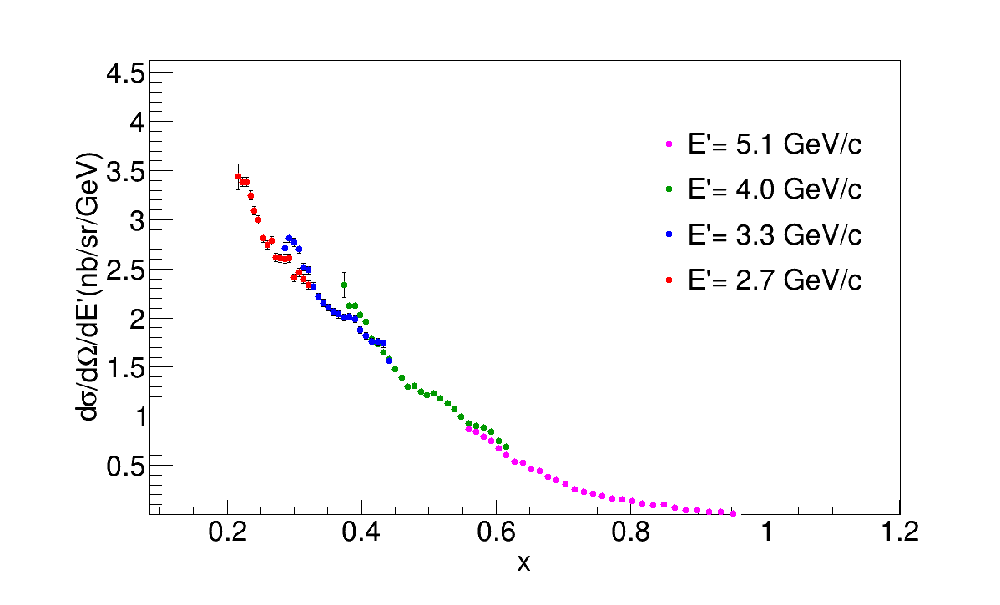 4.5
4
3.5
3
2.5
2
1.5
1
0.5
dσ/dΩ/dE'(nb/sr/GeV)
E'= 5.1 GeV/c
E'= 4.0 GeV/c
E'= 3.3 GeV/c
E'= 2.7 GeV/c
0.2 0.4 0.6 0.8 1 1.2
x